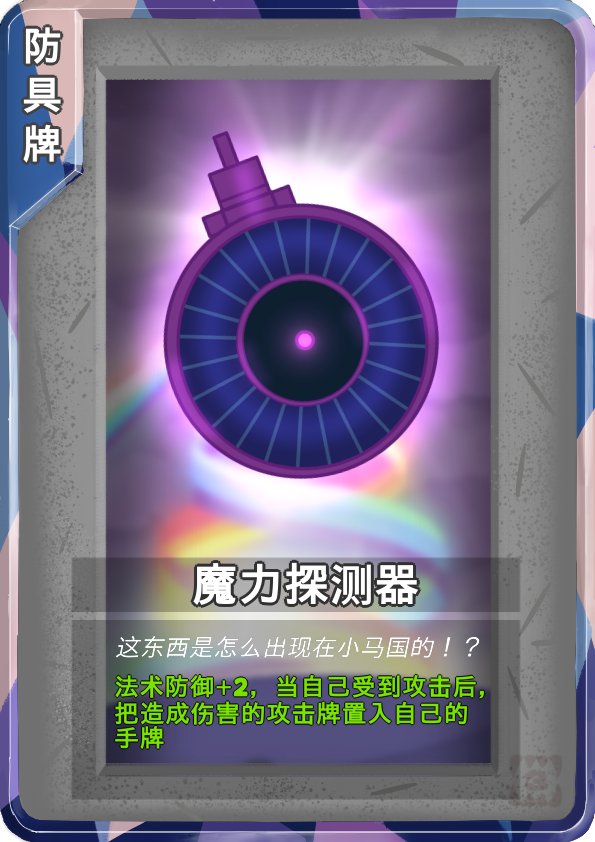 防具牌
魔力探测器
这东西是怎么出现在小马国的！？
法术防御+2，当自己受到攻击后，
把造成伤害的攻击牌置入自己的
手牌